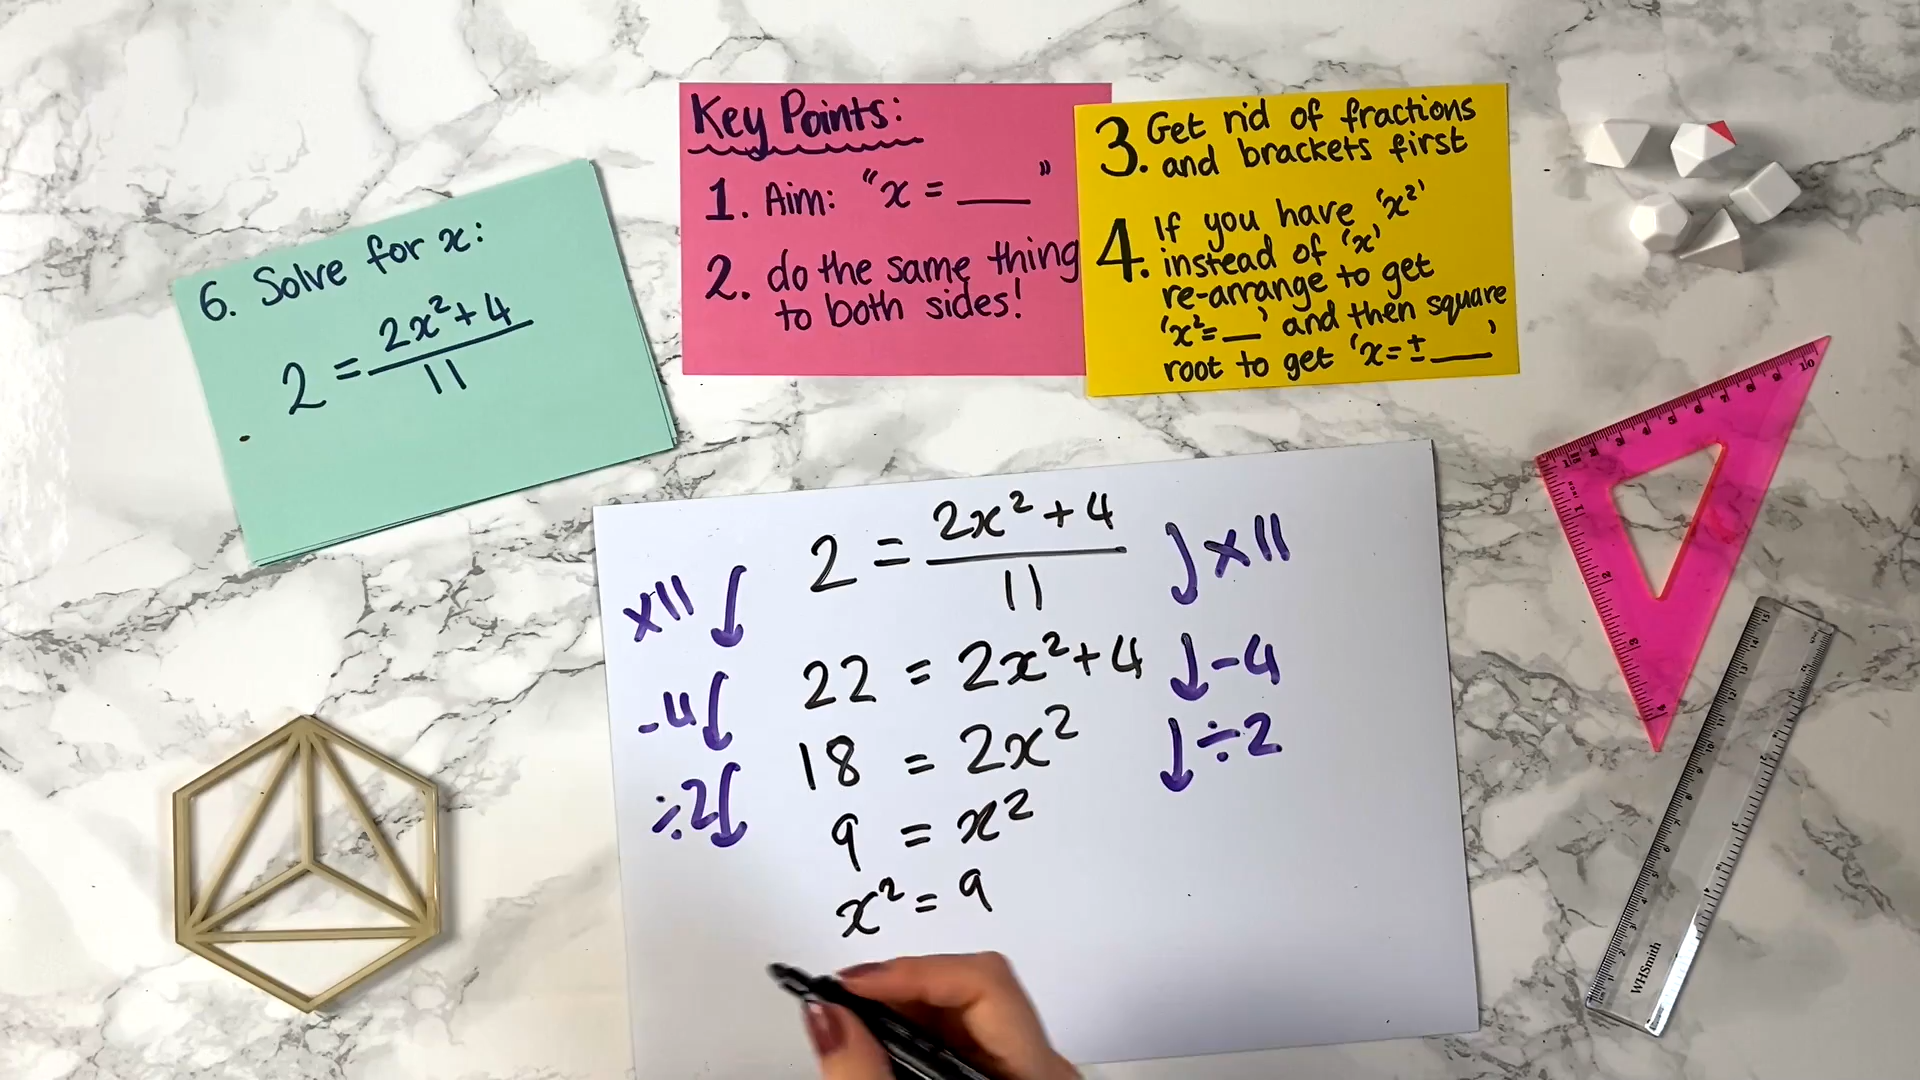 6. Solve for x:
2 = 2x²+4
11
Key Points:
1. Aim: "x = ___"
2. do the same thing
to both sides!
3. Get rid of fractions
and brackets first
4. If you have 'x²'
instead of 'x'
re-arrange to get
'x²=__' and then square
root to get 'x=±___'
2 = 2x²+4
11
x11
x11
22 = 2x²+4
-4
-4
18 = 2x²
÷2
÷2
9 = x²
x² = 9
WHSmith